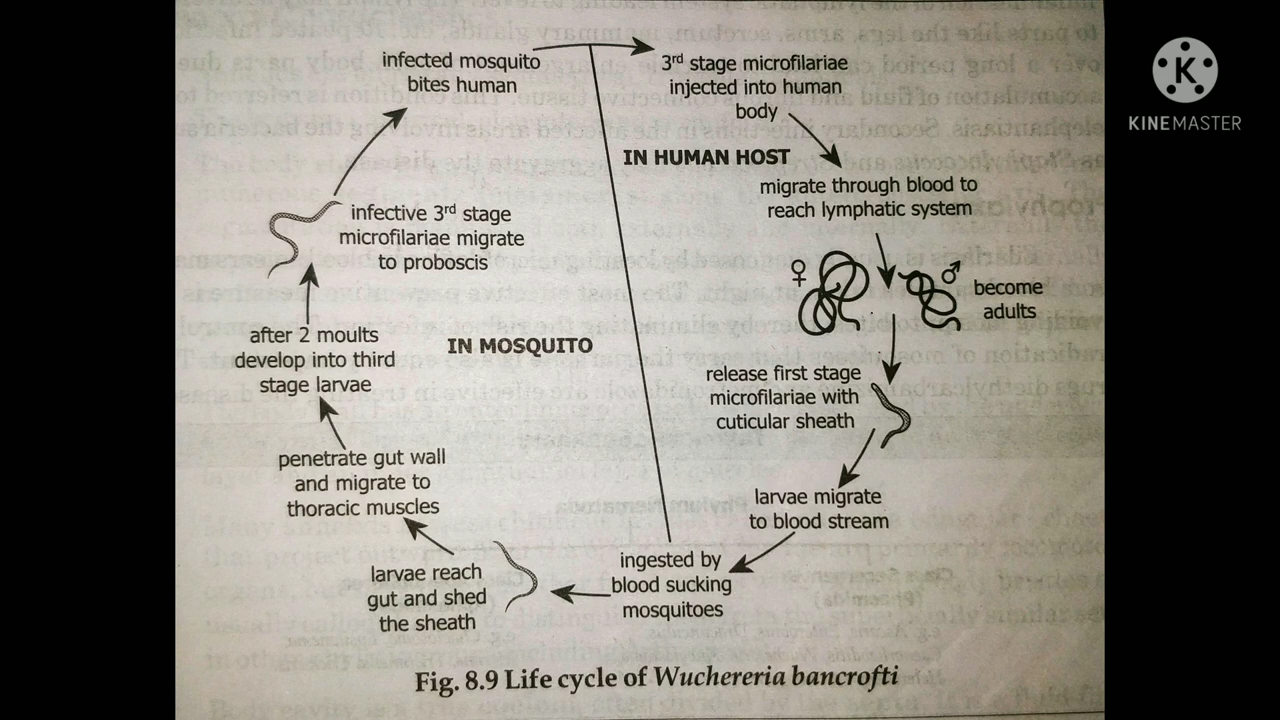 infected mosquito
bites human
3rd stage microfilariae
injected into human
body
IN HUMAN HOST
migrate through blood to
reach lymphatic system
♀
♂
become
adults
release first stage
microfilariae with
cuticular sheath
larvae migrate
to blood stream
ingested by
blood sucking
mosquitoes
larvae reach
gut and shed
the sheath
penetrate gut wall
and migrate to
thoracic muscles
after 2 moults
develop into third
stage larvae
IN MOSQUITO
infective 3rd stage
microfilariae migrate
to proboscis
Fig. 8.9 Life cycle of Wuchereria bancrofti
K
KINEMASTER